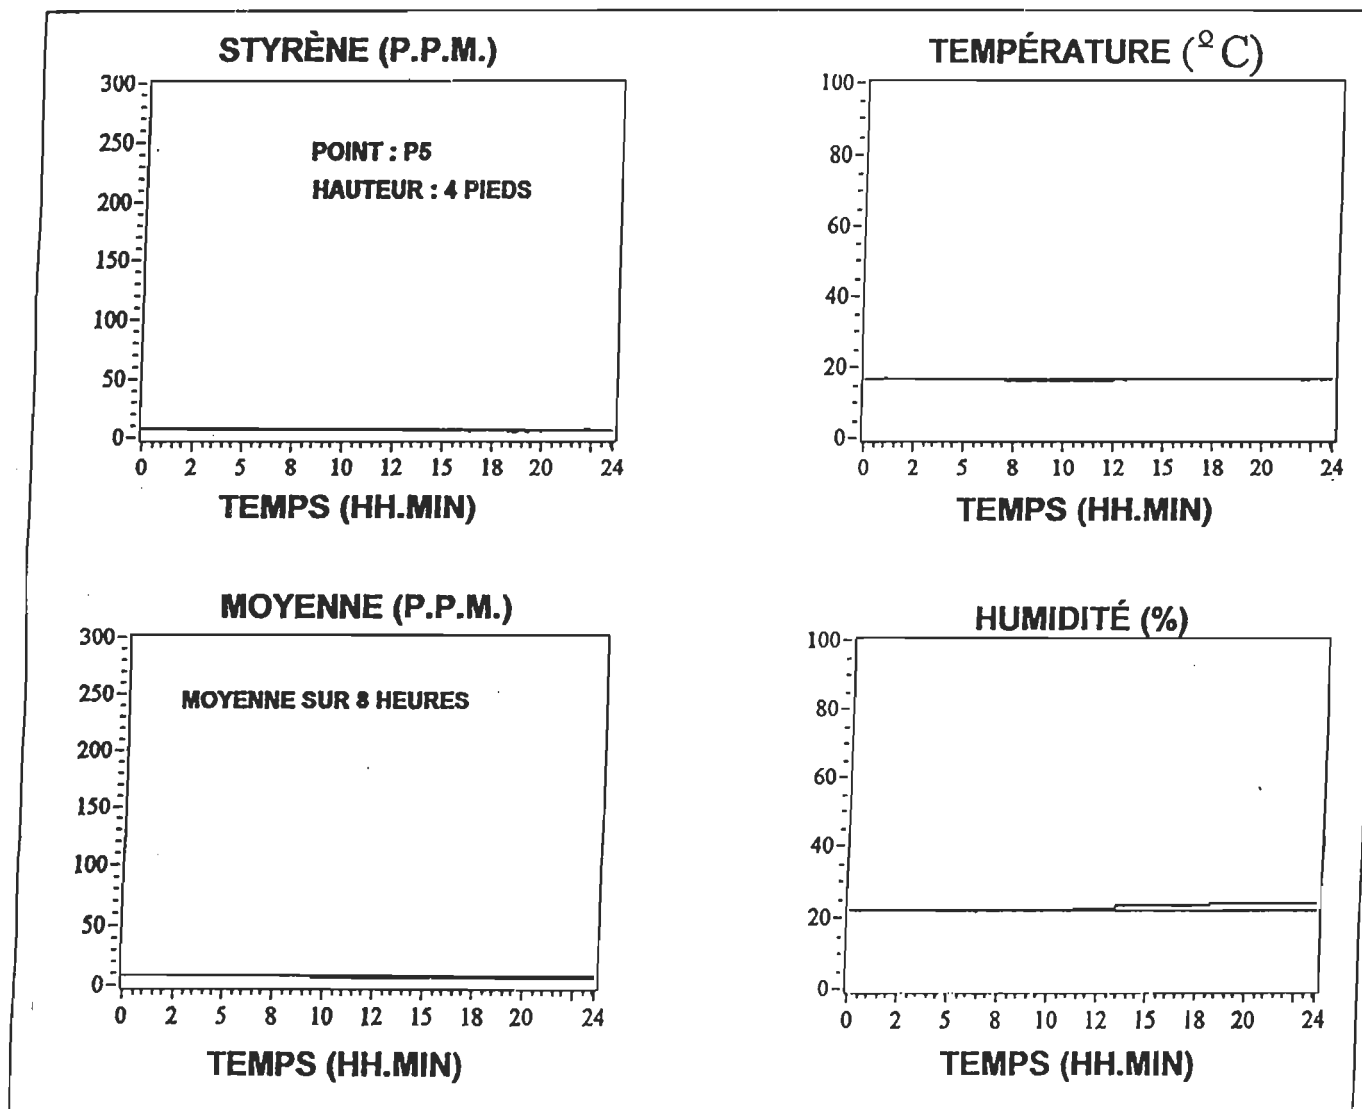 STYRÈNE (P.P.M.)
300
250
200
150
100
50
0
POINT : P5
HAUTEUR : 4 PIEDS
0 2 5 8 10 12 15 18 20 24
TEMPS (HH.MIN)
TEMPÉRATURE (º C)
100
80
60
40
20
0
0 2 5 8 10 12 15 18 20 24
TEMPS (HH.MIN)
MOYENNE (P.P.M.)
300
250
200
150
100
50
0
MOYENNE SUR 8 HEURES
0 2 5 8 10 12 15 18 20 24
TEMPS (HH.MIN)
HUMIDITÉ (%)
100
80
60
40
20
0
0 2 5 8 10 12 15 18 20 24
TEMPS (HH.MIN)